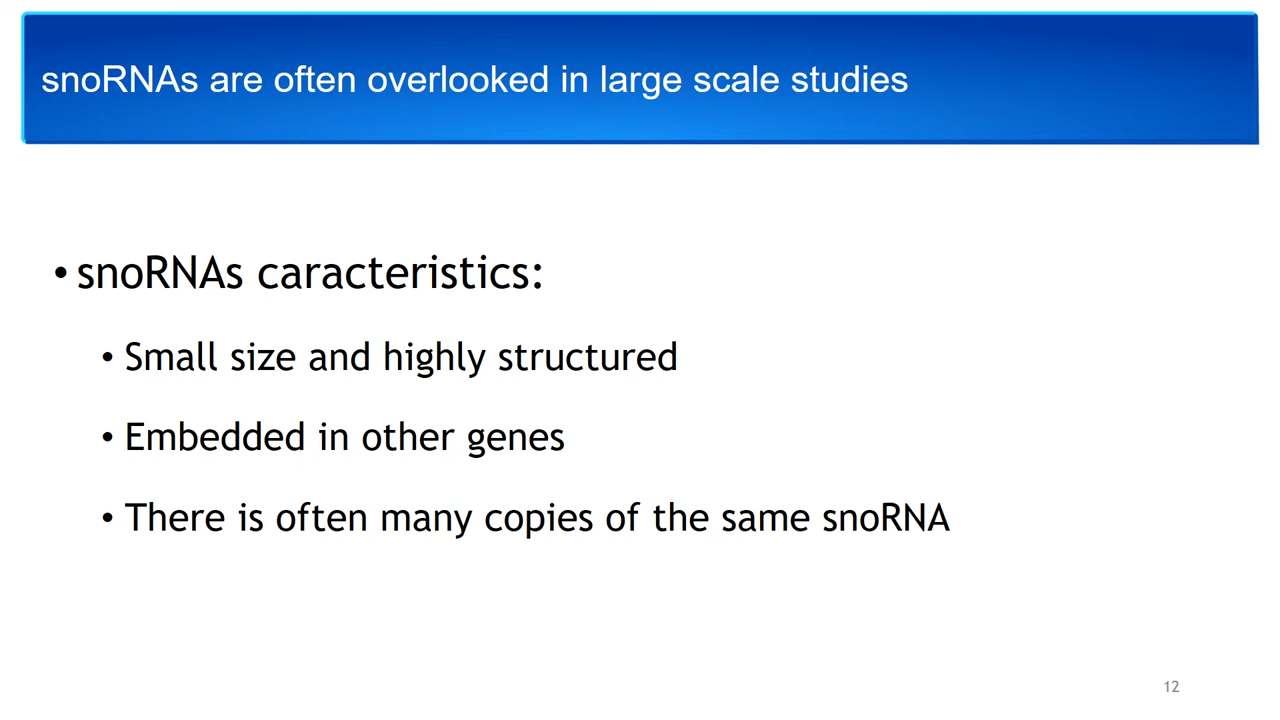 snoRNAs are often overlooked in large scale studies
• snoRNAs caracteristics:
• Small size and highly structured
• Embedded in other genes
• There is often many copies of the same snoRNA
12